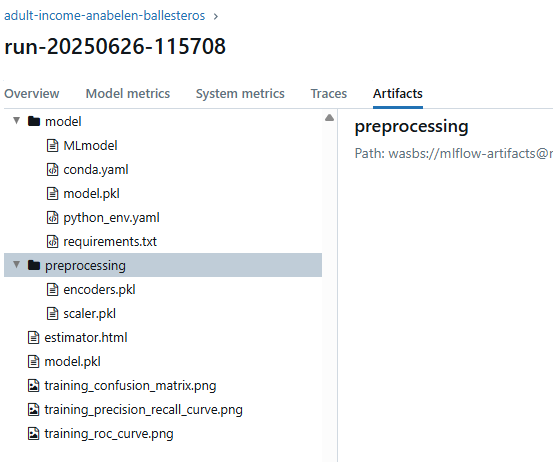 adult-income-anabelen-ballesteros
run-20250626-115708
Overview Model metrics System metrics Traces Artifacts
model
MLmodel
conda.yaml
model.pkl
python_env.yaml
requirements.txt
preprocessing
encoders.pkl
scaler.pkl
estimator.html
model.pkl
training_confusion_matrix.png
training_precision_recall_curve.png
training_roc_curve.png
preprocessing
Path: wasbs://mlflow-artifacts@